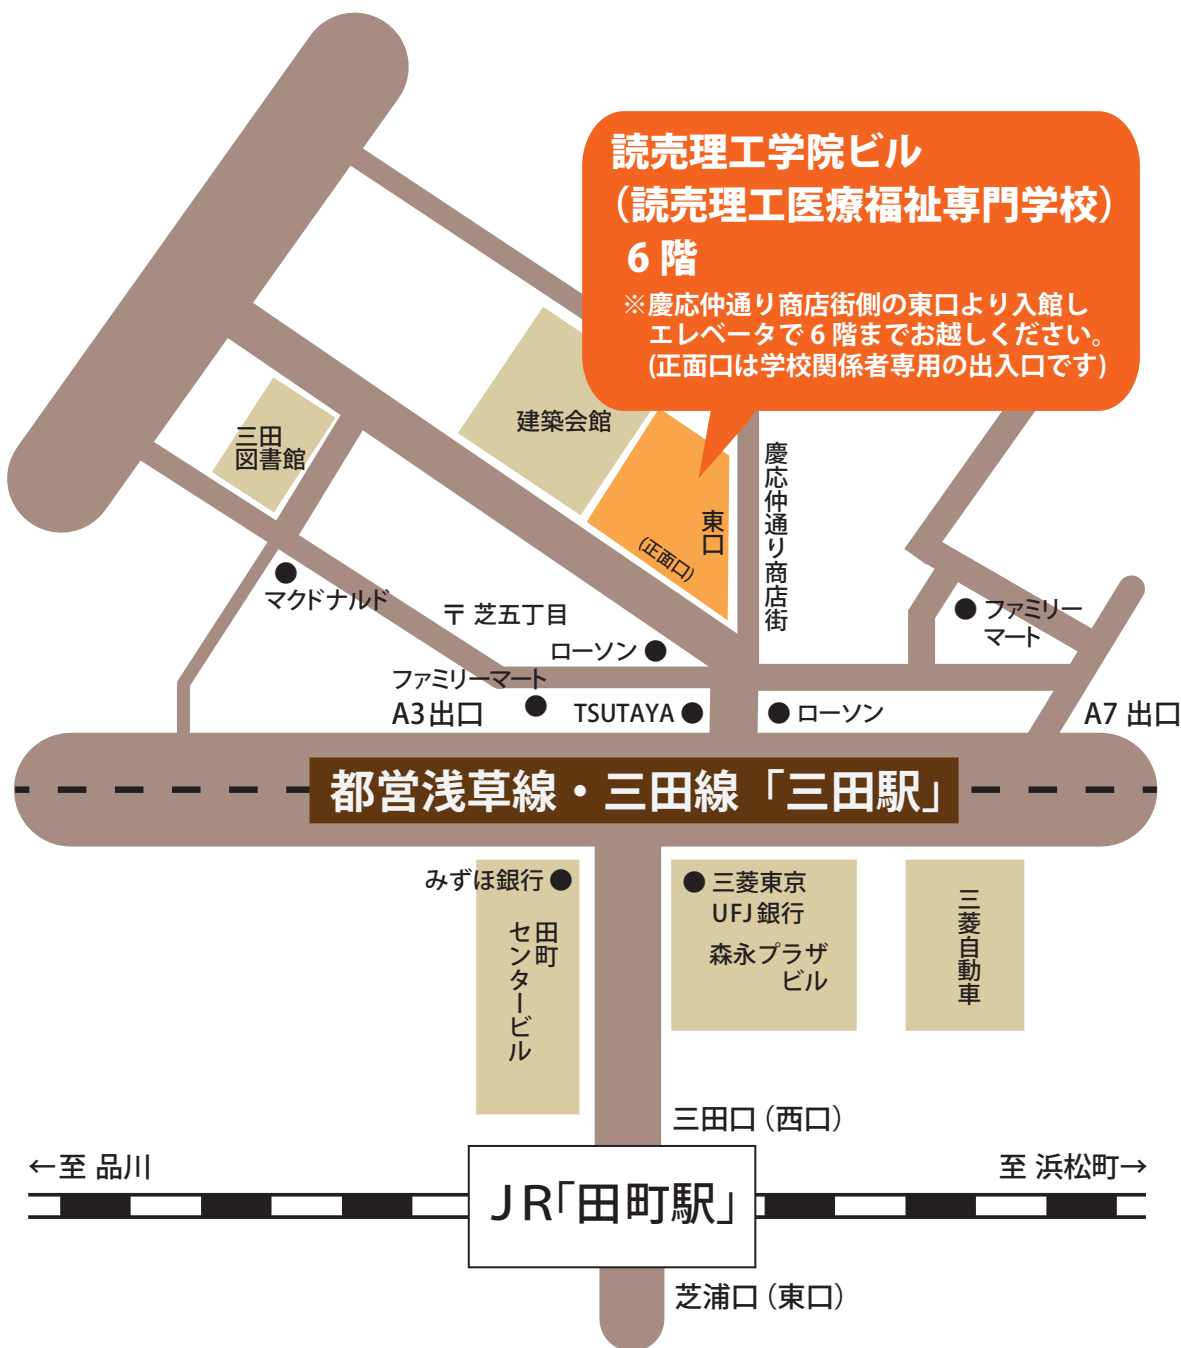 読売理工学院ビル
（読売理工医療福祉専門学校）
6 階
※慶応仲通り商店街側の東口より入館し
エレベータで 6 階までお越しください。
(正面口は学校関係者専用の出入口です)
建築会館
三田
図書館
慶応仲通り商店街
東口
(正面口)
マクドナルド
〒 芝五丁目
ファミリー
マート
ローソン
ファミリーマート
A3出口
TSUTAYA
ローソン
A7 出口
都営浅草線・三田線「三田駅」
みずほ銀行
三菱東京
UFJ銀行
田町
センタービル
森永プラザ
ビル
三菱自動車
三田口（西口）
←至 品川
至 浜松町→
JR「田町駅」
芝浦口（東口）